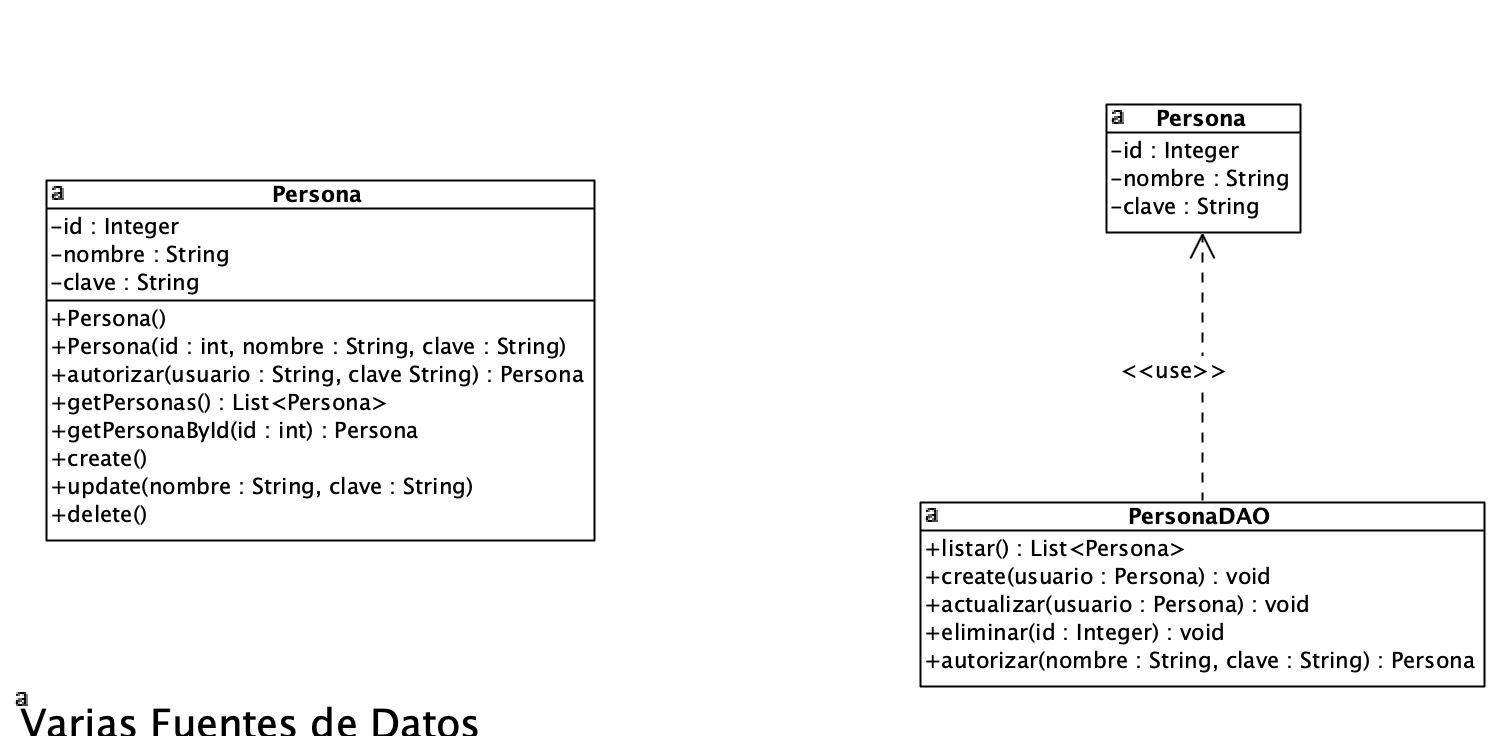 a Persona
-id : Integer
-nombre : String
-clave : String
+Persona()
+Persona(id : int, nombre : String, clave : String)
+autorizar(usuario : String, clave String) : Persona
+getPersonas() : List<Persona>
+getPersonaById(id : int) : Persona
+create()
+update(nombre : String, clave : String)
+delete()
a Persona
-id : Integer
-nombre : String
-clave : String
<<use>>
a PersonaDAO
+listar() : List<Persona>
+create(usuario : Persona) : void
+actualizar(usuario : Persona) : void
+eliminar(id : Integer) : void
+autorizar(nombre : String, clave : String) : Persona
a
Varias Fuentes de Datos